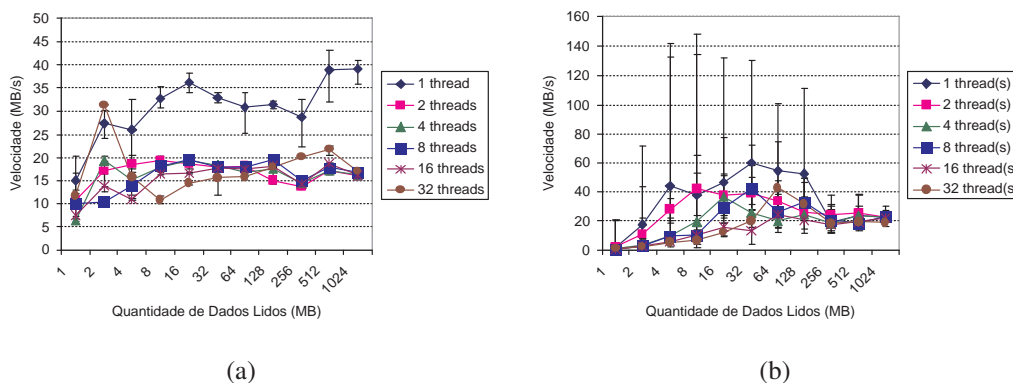 50
45
40
35
30
25
20
15
10
5
0
Velocidade (MB/s)
1 2 4 8 16 32 64 128 256 512 1024
Quantidade de Dados Lidos (MB)
1 thread
2 threads
4 threads
8 threads
16 threads
32 threads
(a)
160
140
120
100
80
60
40
20
0
Velocidade (MB/s)
1 2 4 8 16 32 64 128 256 512 1024
Quantidade de Dados Lidos (MB)
1 thread(s)
2 thread(s)
4 thread(s)
8 thread(s)
16 thread(s)
32 thread(s)
(b)